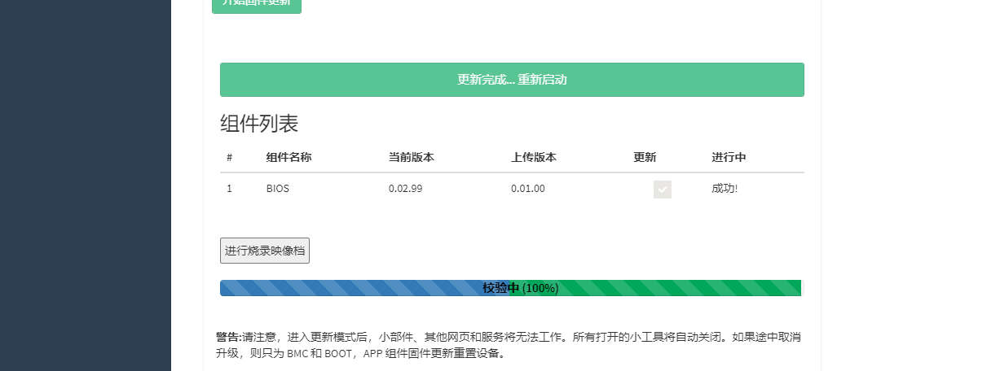 开始固件更新
更新完成... 重新启动
组件列表
# 组件名称 当前版本 上传版本 更新 进行中
1 BIOS 0.02.99 0.01.00 成功!
进行烧录映像档
校验中 (100%)
警告:请注意，进入更新模式后，小部件、其他网页和服务将无法工作。所有打开的小工具将自动关闭。如果途中取消
升级，则只为 BMC 和 BOOT，APP 组件固件更新重置设备。